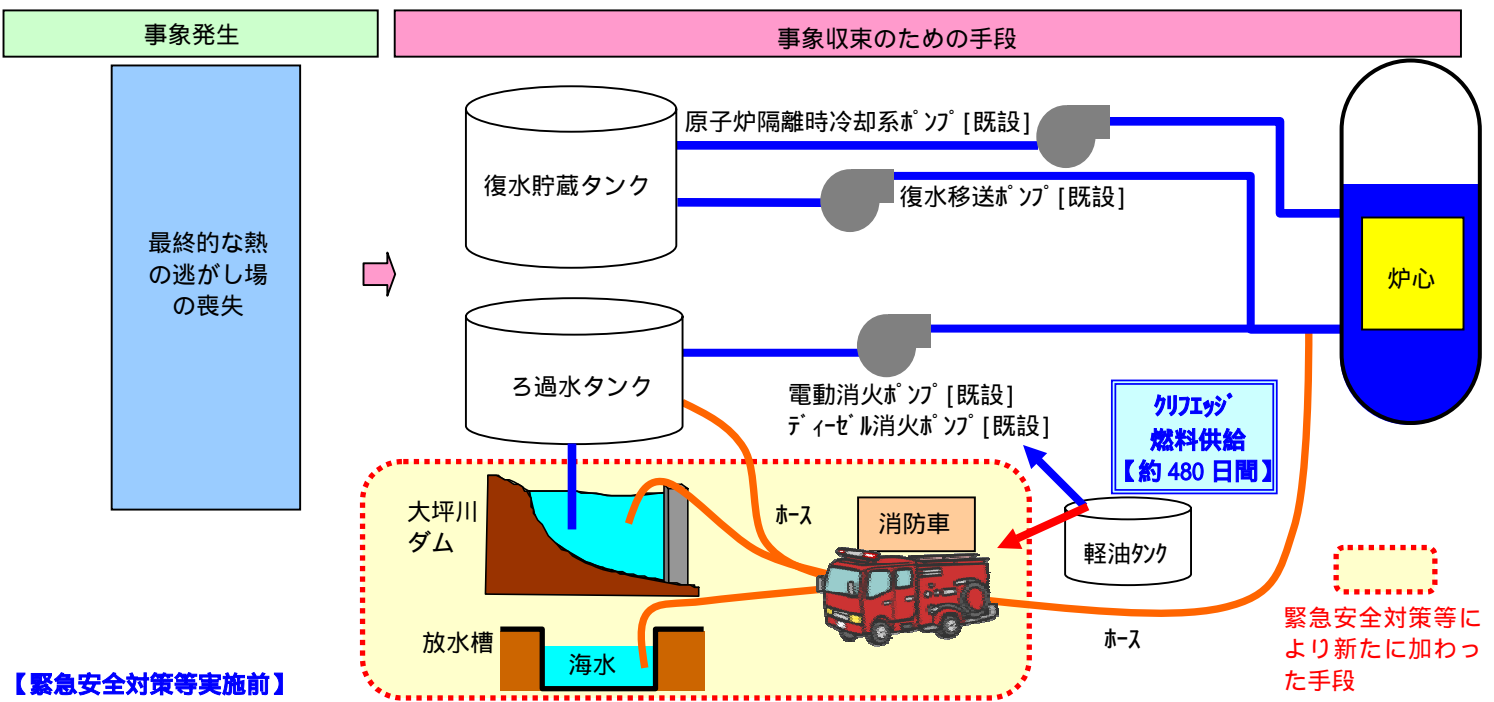 事象発生
事象収束のための手段
最終的な熱
の逃がし場
の喪失
復水貯蔵タンク
原子炉隔離時冷却系ﾎﾟﾝﾌﾟ[既設]
復水移送ﾎﾟﾝﾌﾟ[既設]
炉心
ろ過水タンク
電動消火ﾎﾟﾝﾌﾟ[既設]
ﾃﾞｨｰｾﾞﾙ消火ﾎﾟﾝﾌﾟ[既設]
ｸﾘﾌｴｯｼﾞ
燃料供給
【約480日間】
大坪川
ダム
ﾎｰｽ
消防車
軽油ﾀﾝｸ
放水槽
海水
ﾎｰｽ
緊急安全対策等に
より新たに加わっ
た手段
【緊急安全対策等実施前】